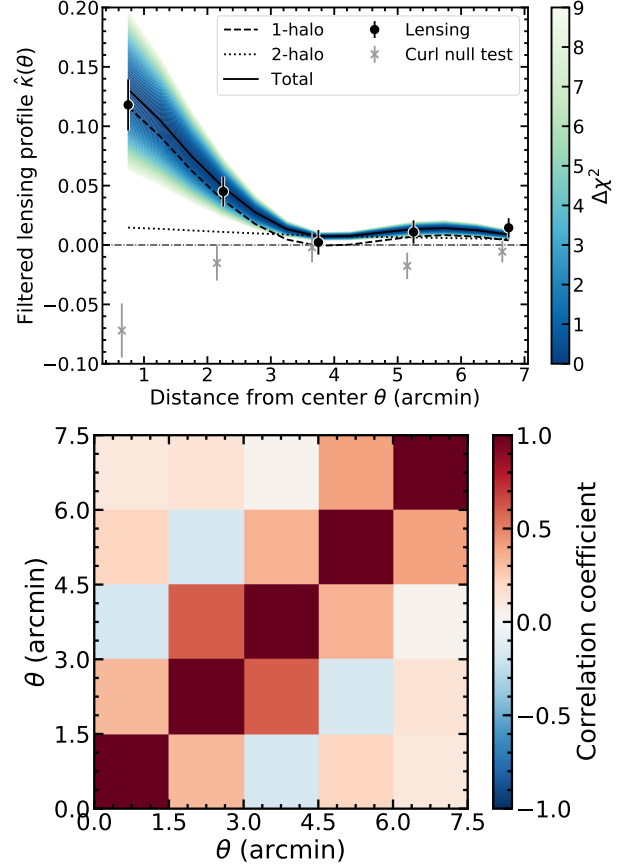 0.20
0.15
0.10
0.05
0.00
−0.05
−0.10
Filtered lensing profile κ̂(θ)
1-halo
2-halo
Total
Lensing
Curl null test
1 2 3 4 5 6 7
Distance from center θ (arcmin)
9
8
7
6
5
4
3
2
1
0
Δχ²
7.5
6.0
4.5
3.0
1.5
0.0
θ (arcmin)
0.0 1.5 3.0 4.5 6.0 7.5
θ (arcmin)
1.0
0.5
0.0
−0.5
−1.0
Correlation coefficient